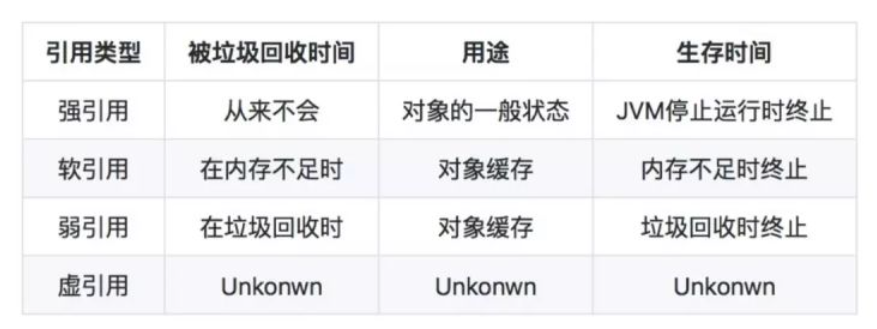 引用类型 被垃圾回收时间 用途 生存时间
强引用 从来不会 对象的一般状态 JVM停止运行时终止
软引用 在内存不足时 对象缓存 内存不足时终止
弱引用 在垃圾回收时 对象缓存 垃圾回收时终止
虚引用 Unkonwn Unkonwn Unkonwn